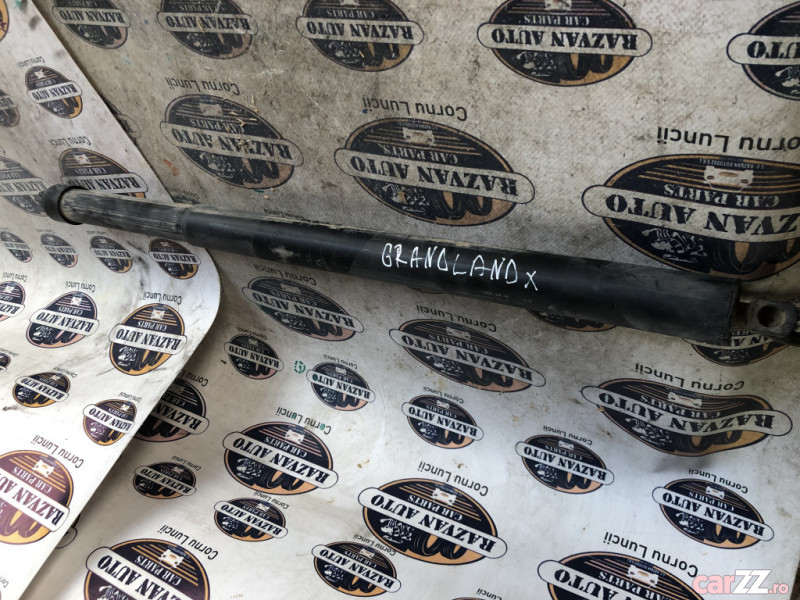 RAZVAN AUTO
CAR PARTS
Cornu Luncii
GRANDLAND X
carZZ.ro